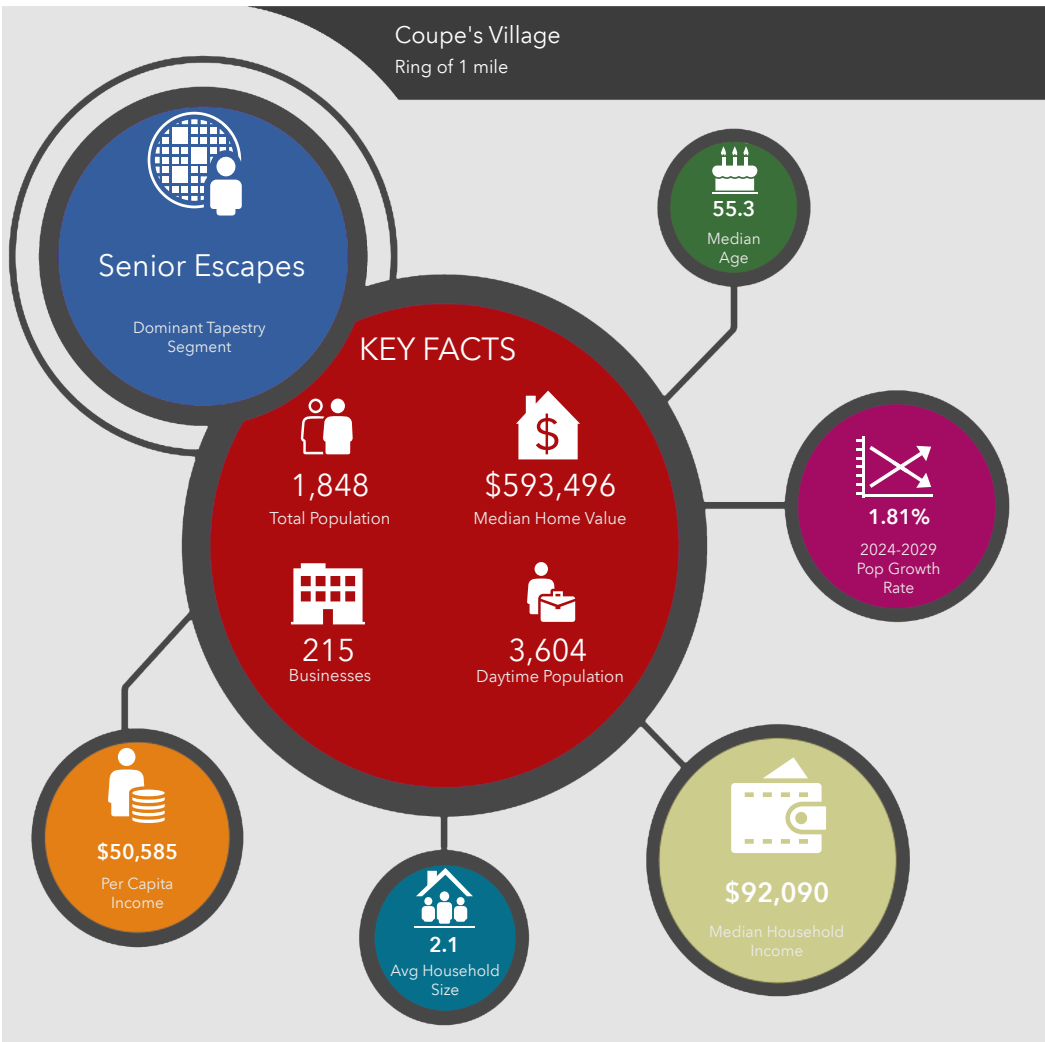 Coupe's Village
Ring of 1 mile
Senior Escapes
Dominant Tapestry
Segment
55.3
Median
Age
KEY FACTS
1,848
Total Population
$
$593,496
Median Home Value
215
Businesses
3,604
Daytime Population
1.81%
2024-2029
Pop Growth
Rate
$50,585
Per Capita
Income
2.1
Avg Household
Size
$92,090
Median Household
Income